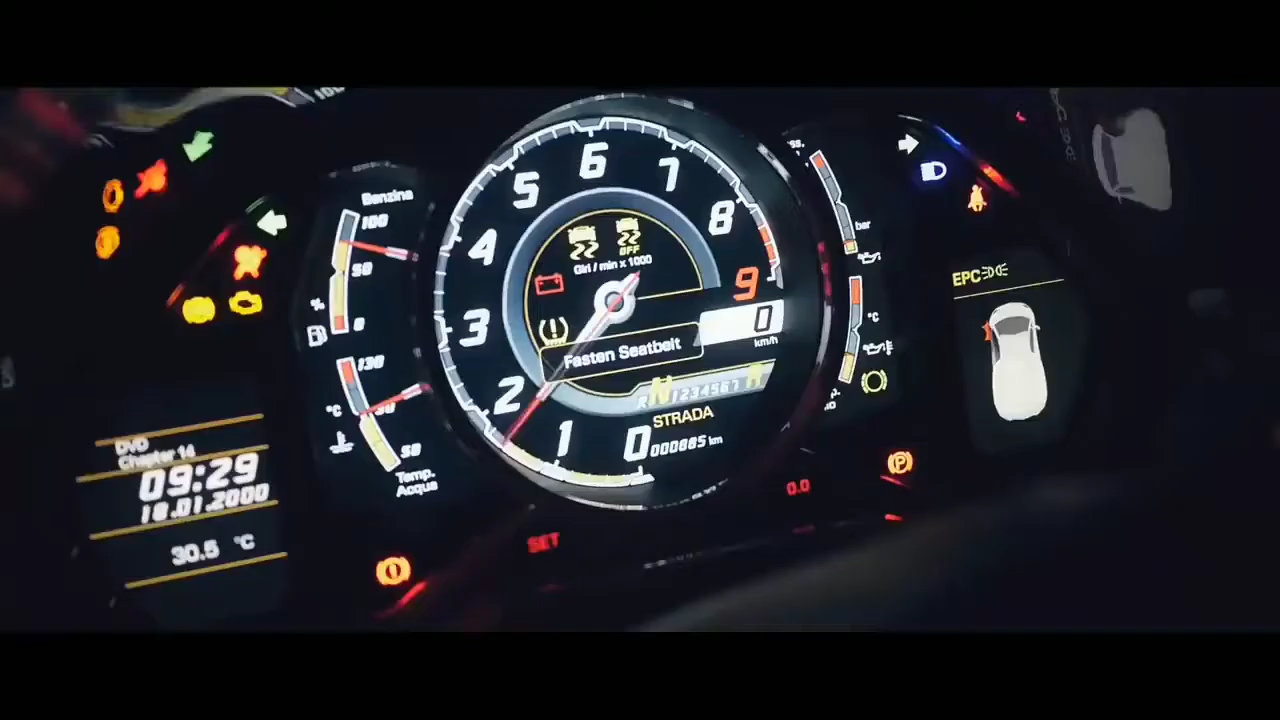 Benzina
100
50
0
%
130
°C
50
Temp.
Acqua
DVD
Chapter 14
09:29
18.01.2000
30.5 °C
0
1
2
3
4
5
6
7
8
9
OFF
Giri / min x 1000
Fasten Seatbelt
0
km/h
N R
R 1234567
STRADA
000885 km
SET
0.0
bar
°C
EPC
P